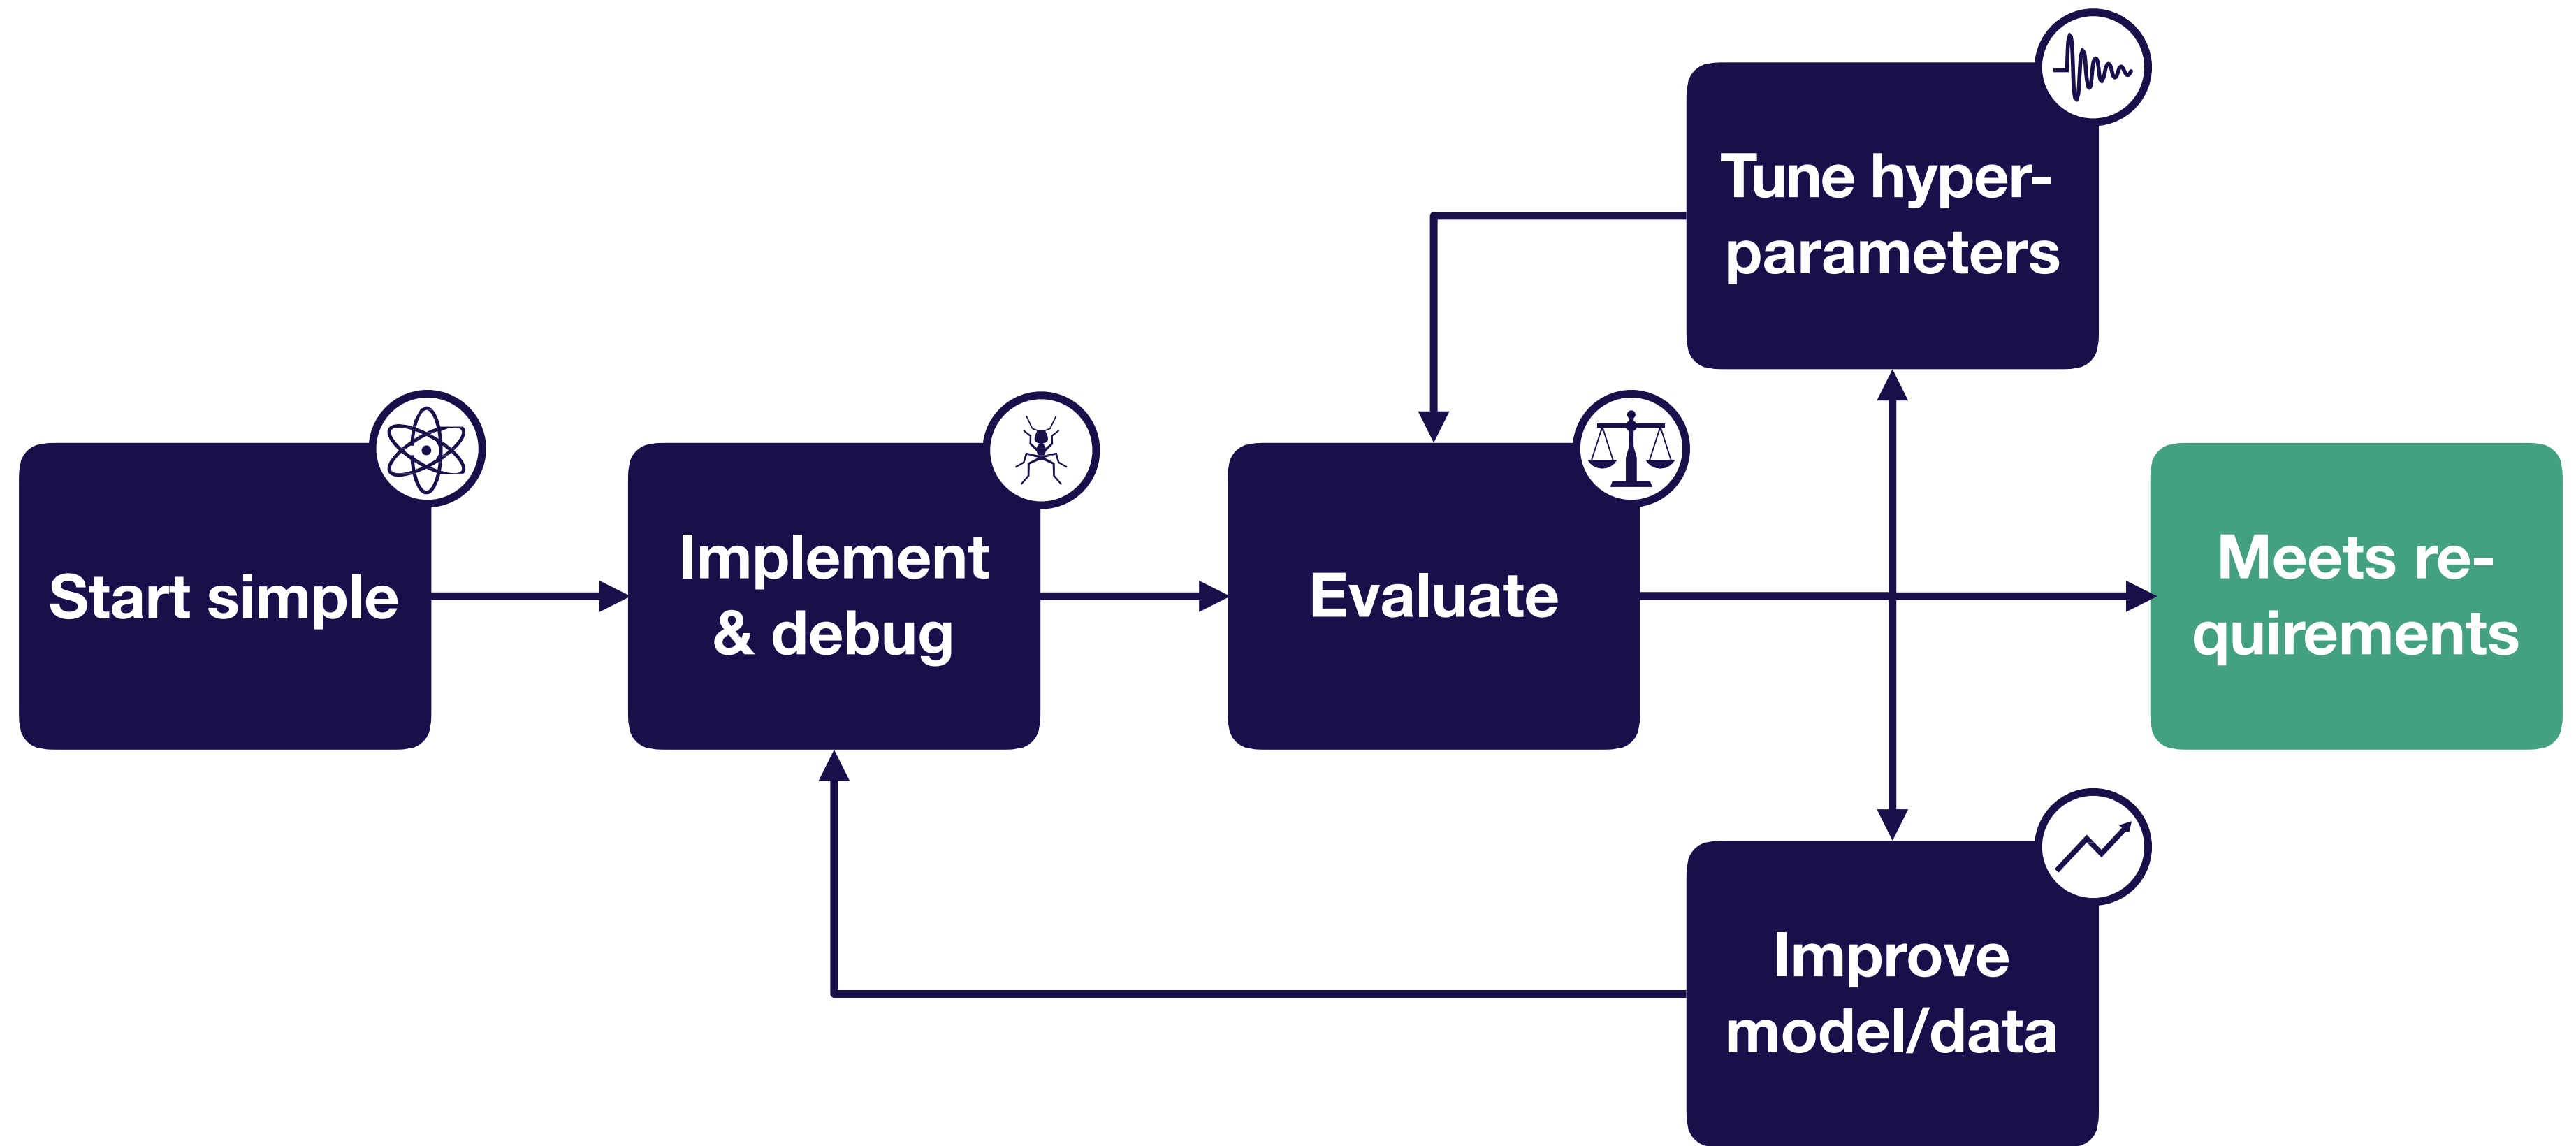 Tune hyper-
parameters
Start simple
Implement
& debug
Evaluate
Meets re-
quirements
Improve
model/data